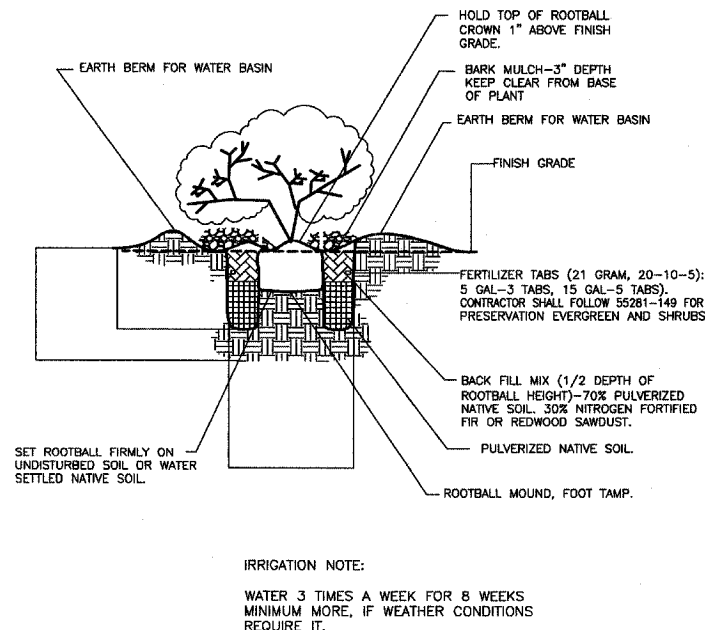 HOLD TOP OF ROOTBALL
CROWN 1" ABOVE FINISH
GRADE.
EARTH BERM FOR WATER BASIN
BARK MULCH-3" DEPTH
KEEP CLEAR FROM BASE
OF PLANT
EARTH BERM FOR WATER BASIN
FINISH GRADE
FERTILIZER TABS (21 GRAM, 20-10-5):
5 GAL-3 TABS, 15 GAL-5 TABS).
CONTRACTOR SHALL FOLLOW 55281-149 FOR
PRESERVATION EVERGREEN AND SHRUBS
BACK FILL MIX (1/2 DEPTH OF
ROOTBALL HEIGHT)-70% PULVERIZED
NATIVE SOIL. 30% NITROGEN FORTIFIED
FIR OR REDWOOD SAWDUST.
SET ROOTBALL FIRMLY ON
UNDISTURBED SOIL OR WATER
SETTLED NATIVE SOIL.
PULVERIZED NATIVE SOIL.
ROOTBALL MOUND, FOOT TAMP.
IRRIGATION NOTE:
WATER 3 TIMES A WEEK FOR 8 WEEKS
MINIMUM MORE, IF WEATHER CONDITIONS
REQUIRE IT.